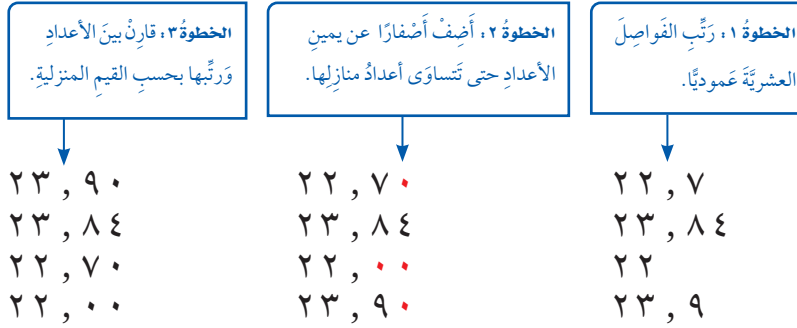 الخطوةُ ١ : رَتِّبِ الفَواصِلَ
العشريَّةَ عَموديًّا.
٢٢,٧
٢٣,٨٤
٢٢
٢٣,٩
الخطوةُ ٢ : أَضِفْ أَصْفارًا عن يمينِ
الأعدادِ حتى تَتساوَى أعدادُ منازِلِها.
٢٢,٧٠
٢٣,٨٤
٢٢,٠٠
٢٣,٩٠
الخطوةُ ٣ : قارِنْ بينَ الأعدادِ
وَرتِّبها بحسبِ القيمِ المنزليةِ.
٢٣,٩٠
٢٣,٨٤
٢٢,٧٠
٢٢,٠٠